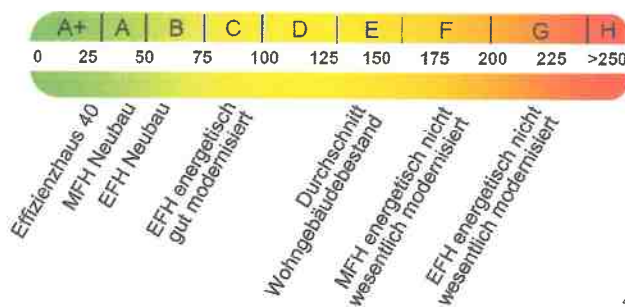 A+ A B C D E F G H
0 25 50 75 100 125 150 175 200 225 >250
Effizienzhaus 40
MFH Neubau
EFH Neubau
EFH energetisch
gut modernisiert
Durchschnitt
Wohngebäudebestand
MFH energetisch nicht
wesentlich modernisiert
EFH energetisch nicht
wesentlich modernisiert